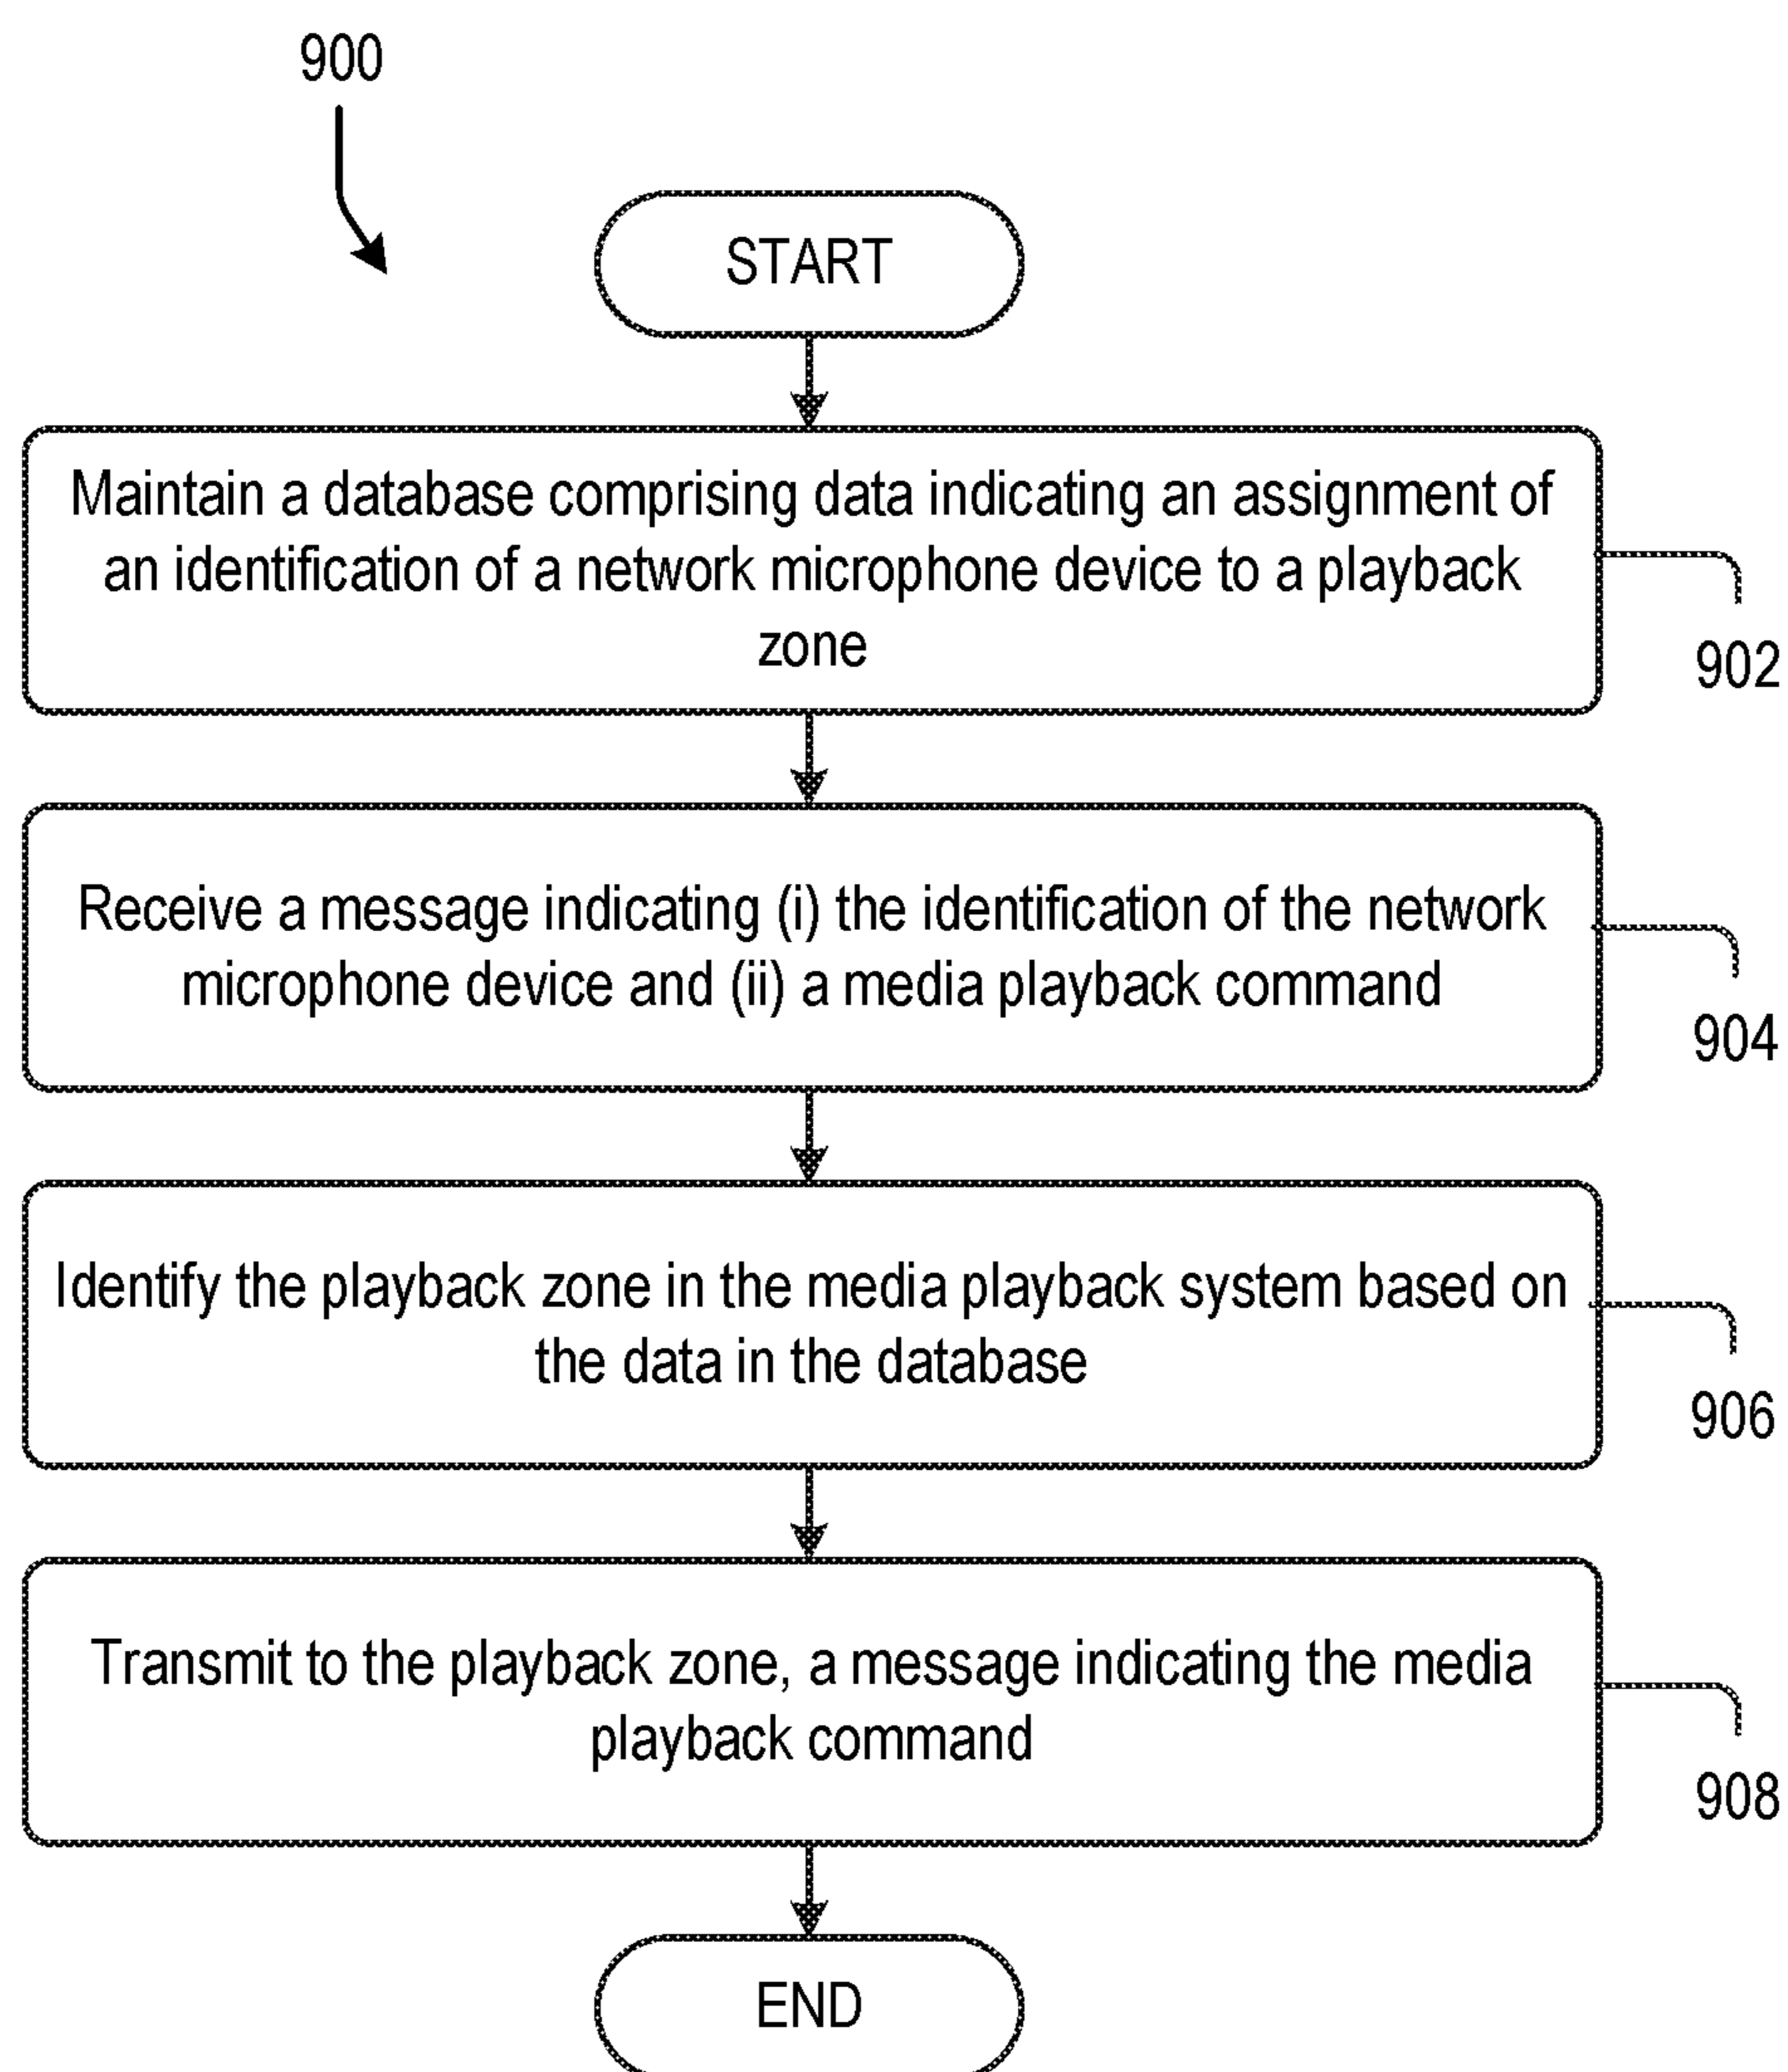 900
START
Maintain a database comprising data indicating an assignment of
an identification of a network microphone device to a playback
zone
902
Receive a message indicating (i) the identification of the network
microphone device and (ii) a media playback command
904
Identify the playback zone in the media playback system based on
the data in the database
906
Transmit to the playback zone, a message indicating the media
playback command
908
END